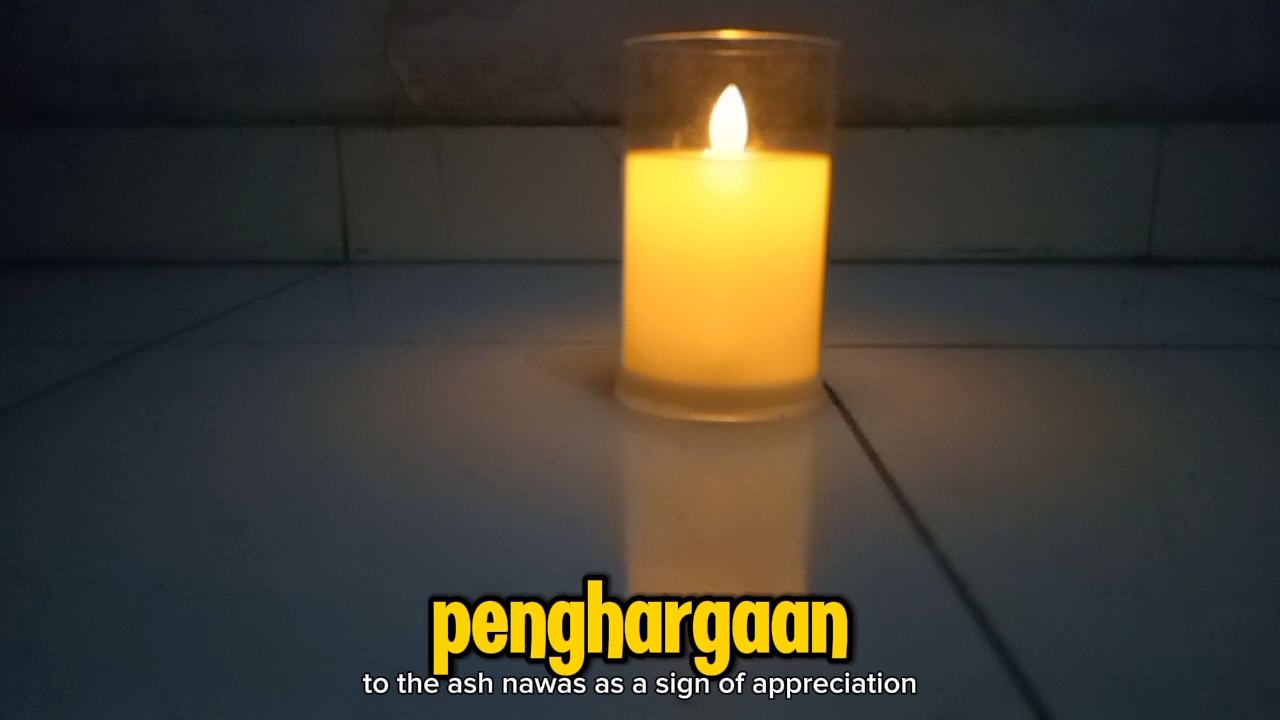 penghargaan
to the ash nawas as a sign of appreciation